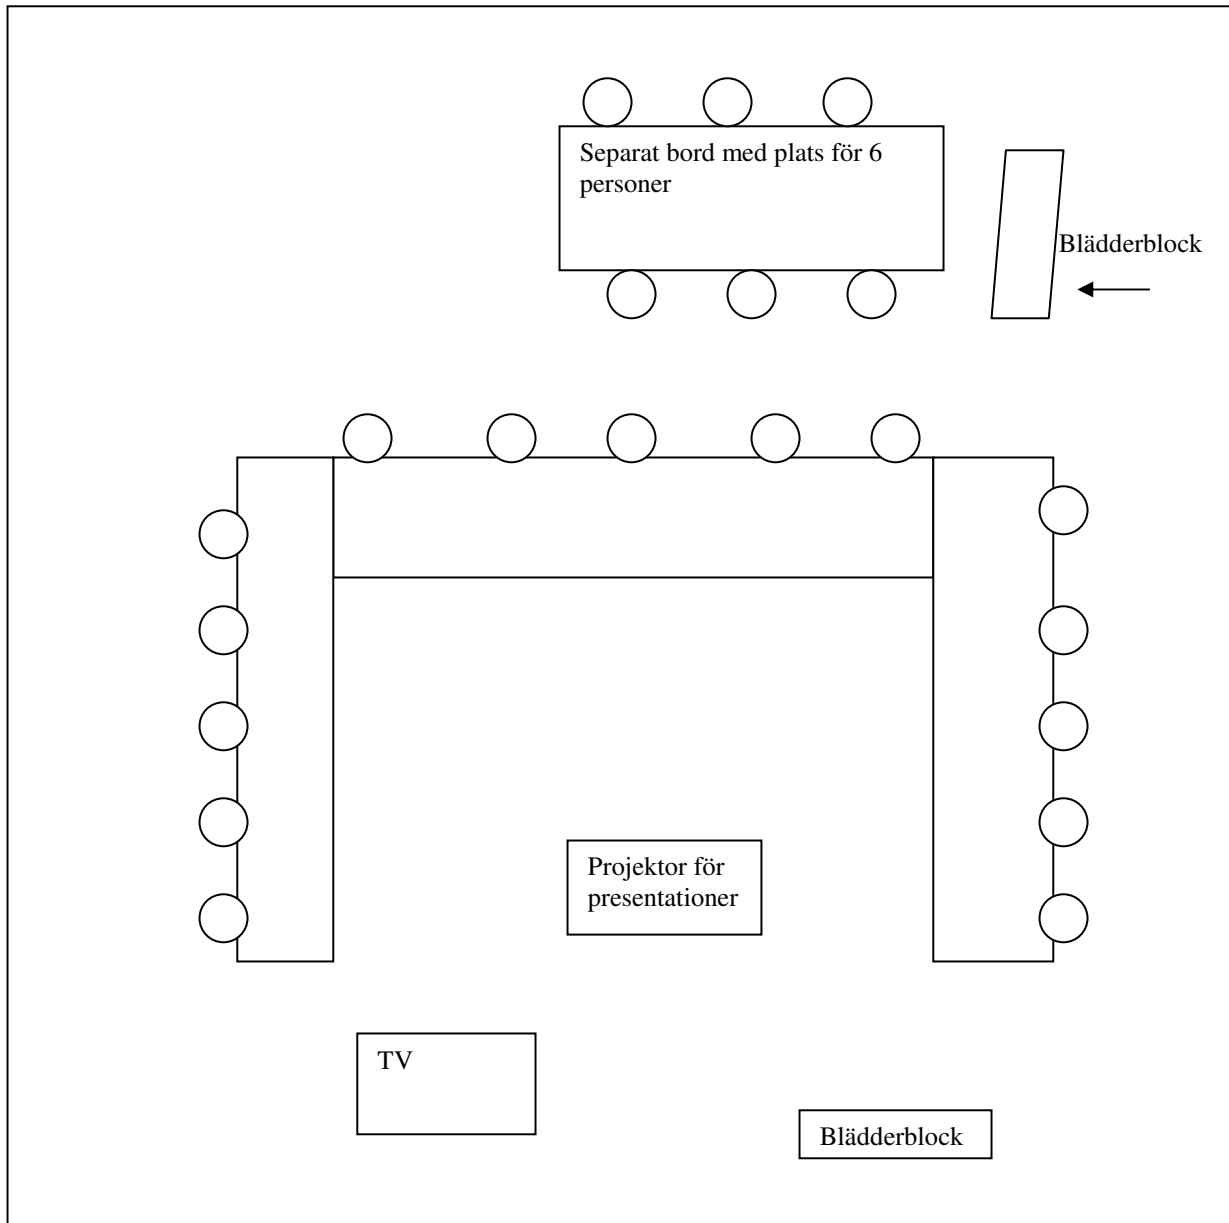 Separat bord med plats för 6
personer
Blädderblock
Projektor för
presentationer
TV
Blädderblock